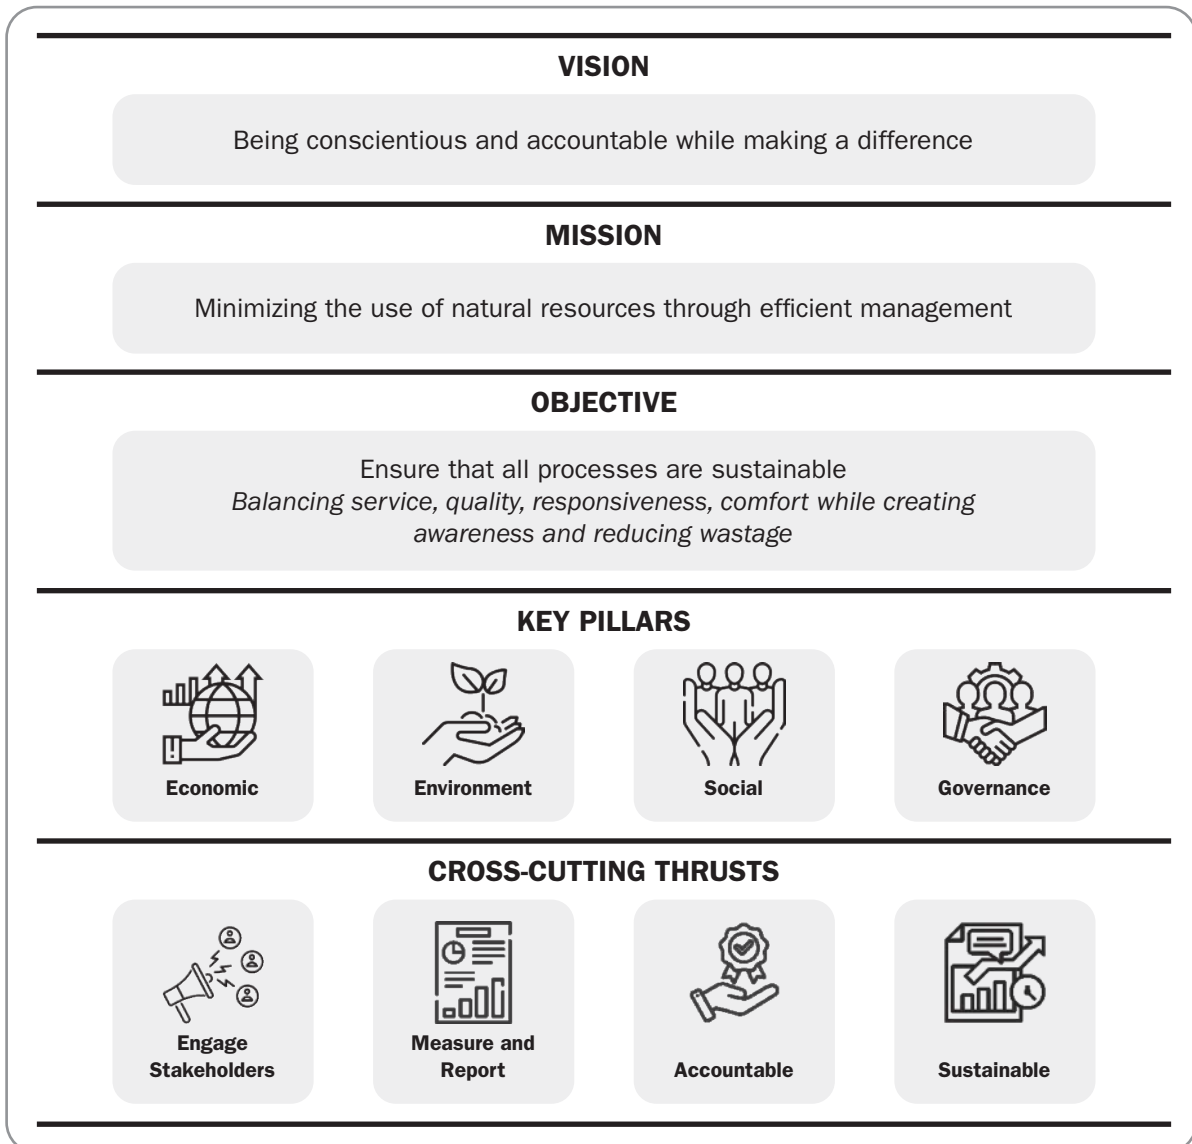 VISION
Being conscientious and accountable while making a difference
MISSION
Minimizing the use of natural resources through efficient management
OBJECTIVE
Ensure that all processes are sustainable
Balancing service, quality, responsiveness, comfort while creating
awareness and reducing wastage
KEY PILLARS
Economic
Environment
Social
Governance
CROSS-CUTTING THRUSTS
Engage
Stakeholders
Measure and
Report
Accountable
Sustainable